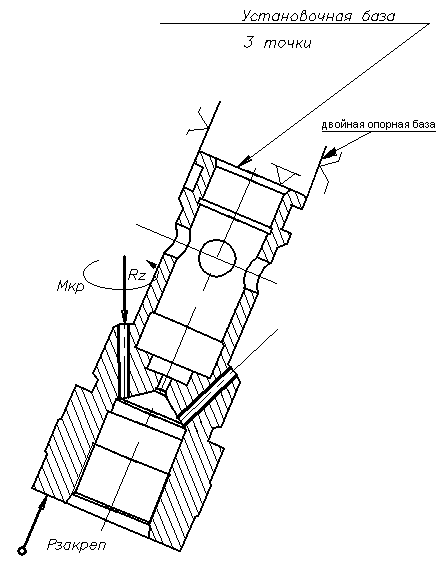 Установочная база
3 точки
двойная опорная база
Rz
Мкр
Рзакреп